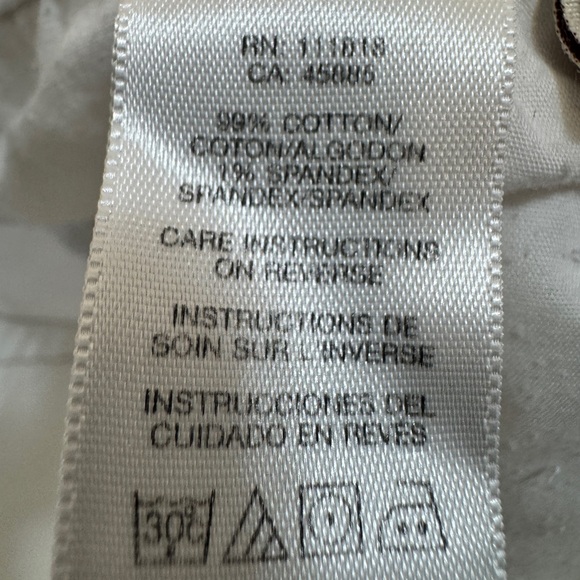 RN: 111818
CA: 45885
99% COTTON/
COTON/ALGODON
1% SPANDEX/
SPANDEX/SPANDEX
CARE INSTRUCTIONS
ON REVERSE
INSTRUCTIONS DE
SOIN SUR L'INVERSE
INSTRUCCIONES DEL
CUIDADO EN REVES
30C